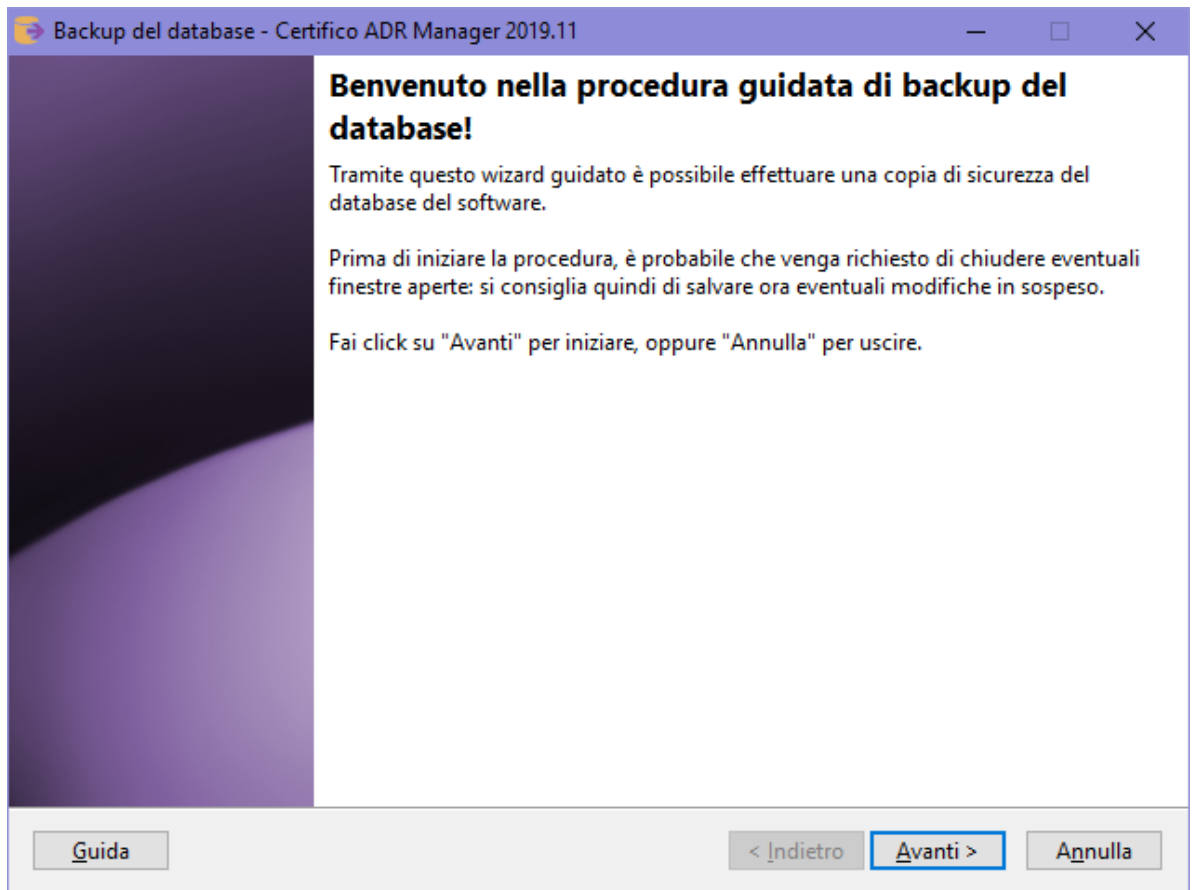 Backup del database - Certifico ADR Manager 2019.11
Benvenuto nella procedura guidata di backup del
database!
Tramite questo wizard guidato è possibile effettuare una copia di sicurezza del
database del software.
Prima di iniziare la procedura, è probabile che venga richiesto di chiudere eventuali
finestre aperte: si consiglia quindi di salvare ora eventuali modifiche in sospeso.
Fai click su "Avanti" per iniziare, oppure "Annulla" per uscire.
Guida
< Indietro
Avanti >
Annulla